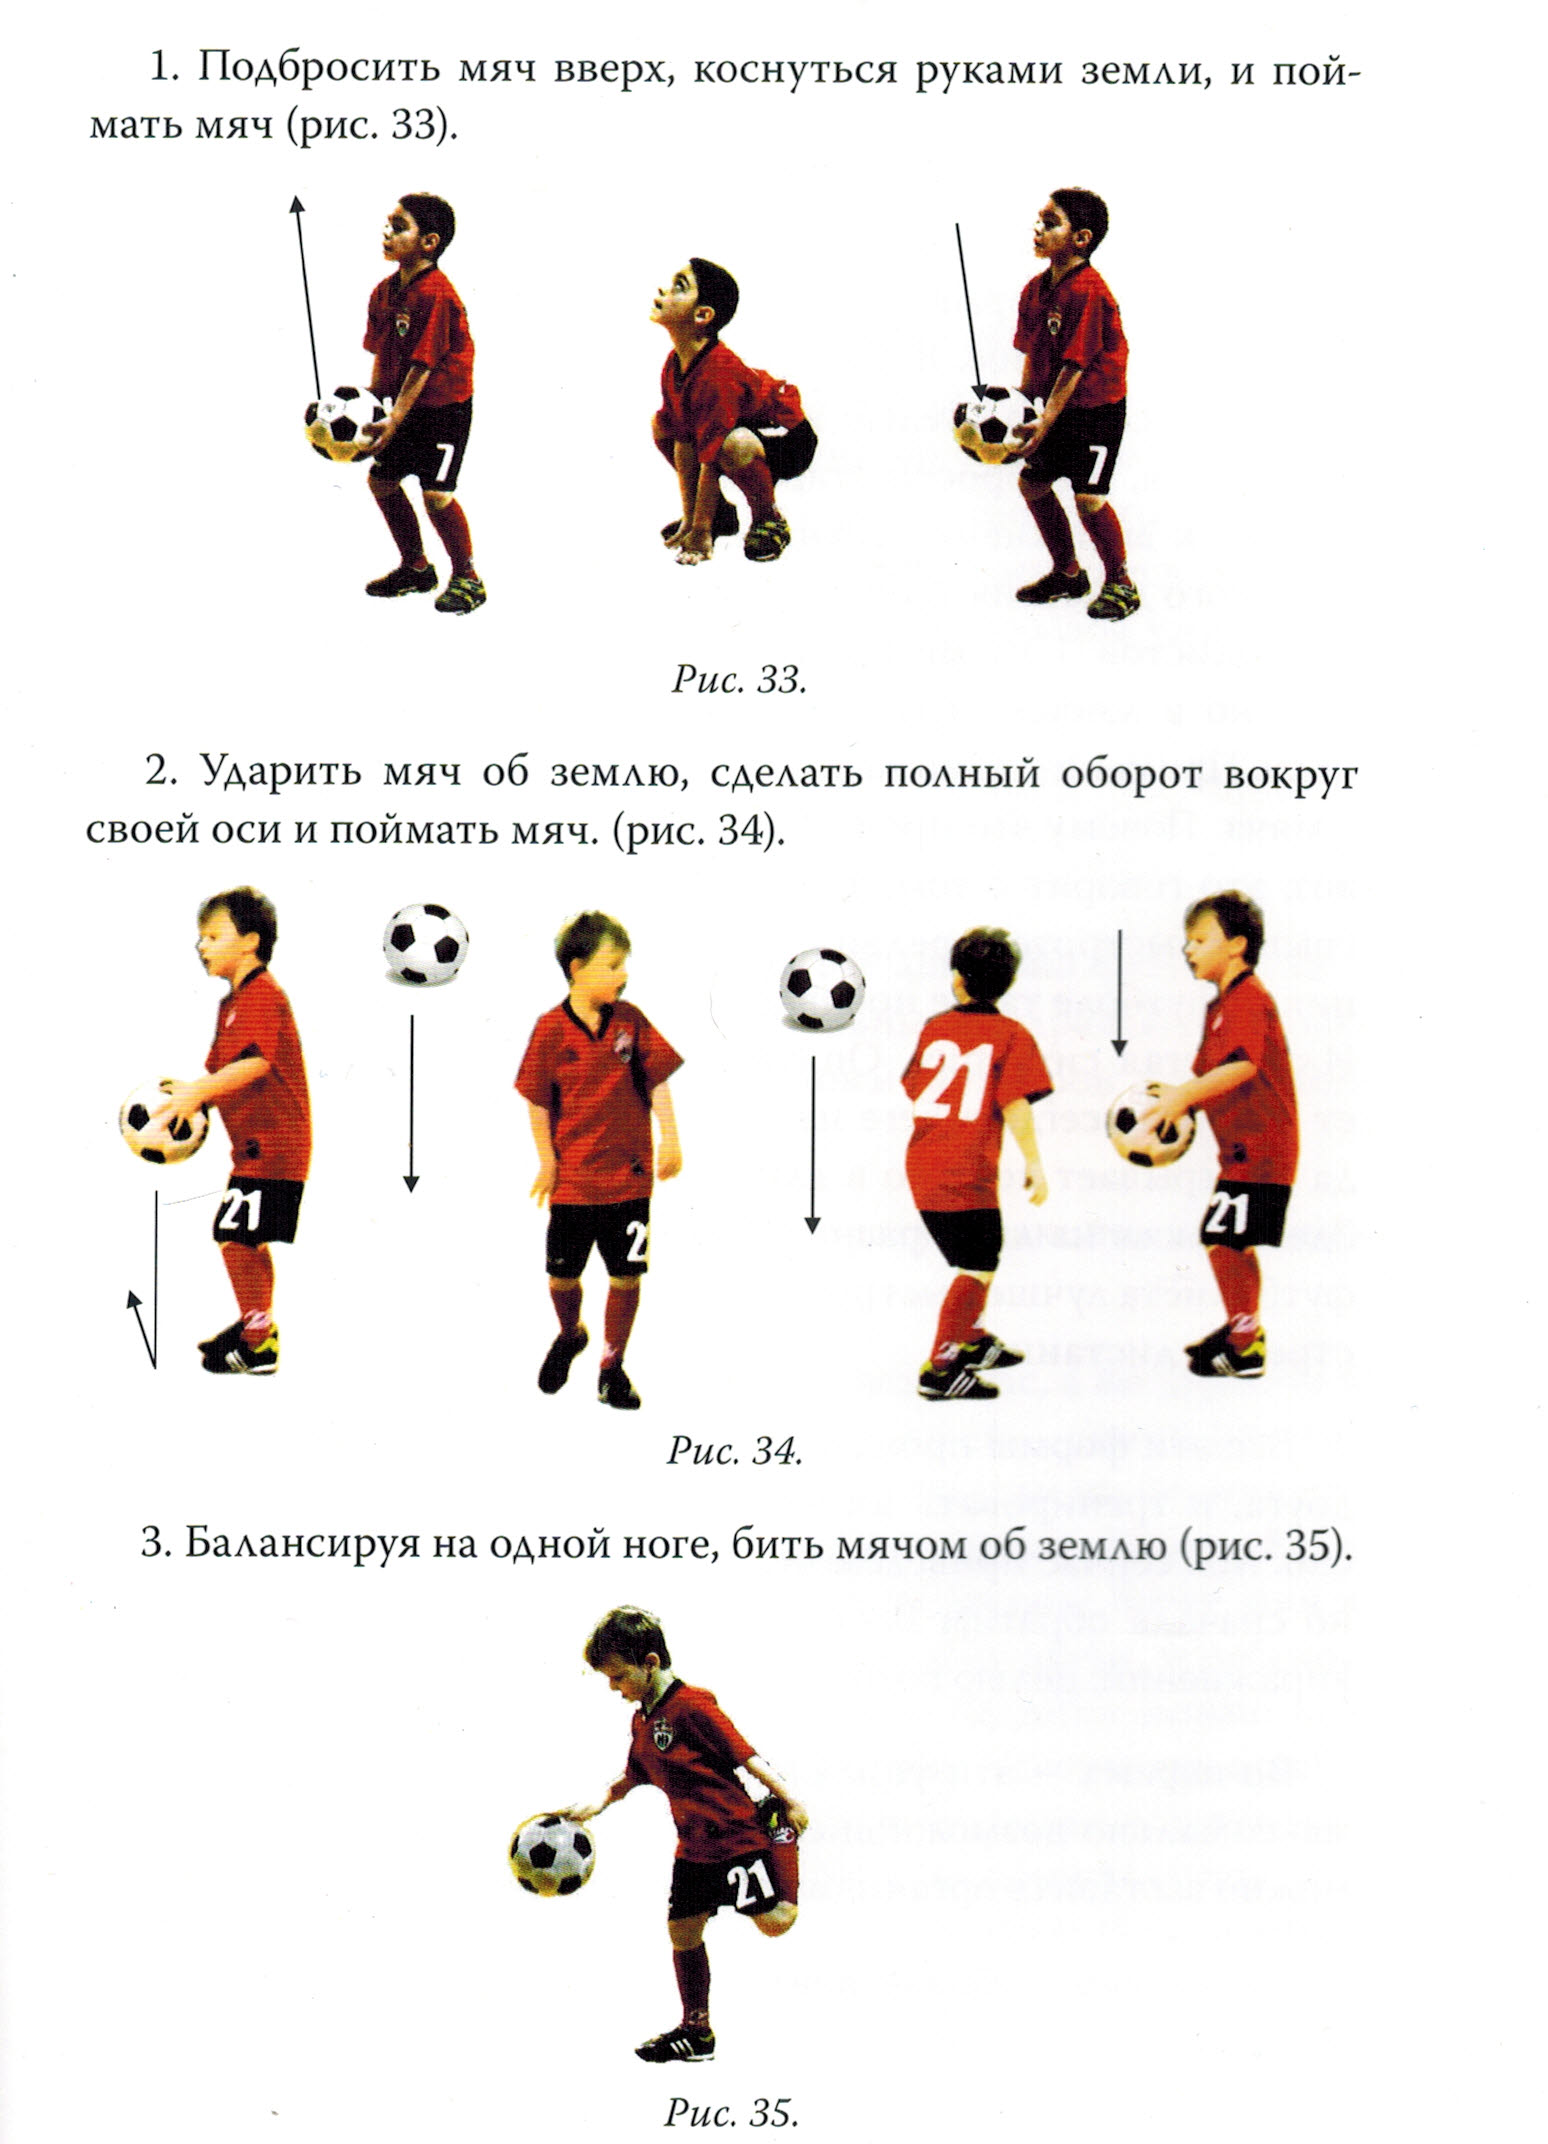 1. Подбросить мяч вверх, коснуться руками земли, и пой-
мать мяч (рис. 33).
7
7
Рис. 33.
2. Ударить мяч об землю, сделать полный оборот вокруг
своей оси и поймать мяч. (рис. 34).
21
21
2
21
21
Рис. 34.
3. Балансируя на одной ноге, бить мячом об землю (рис. 35).
21
Рис. 35.